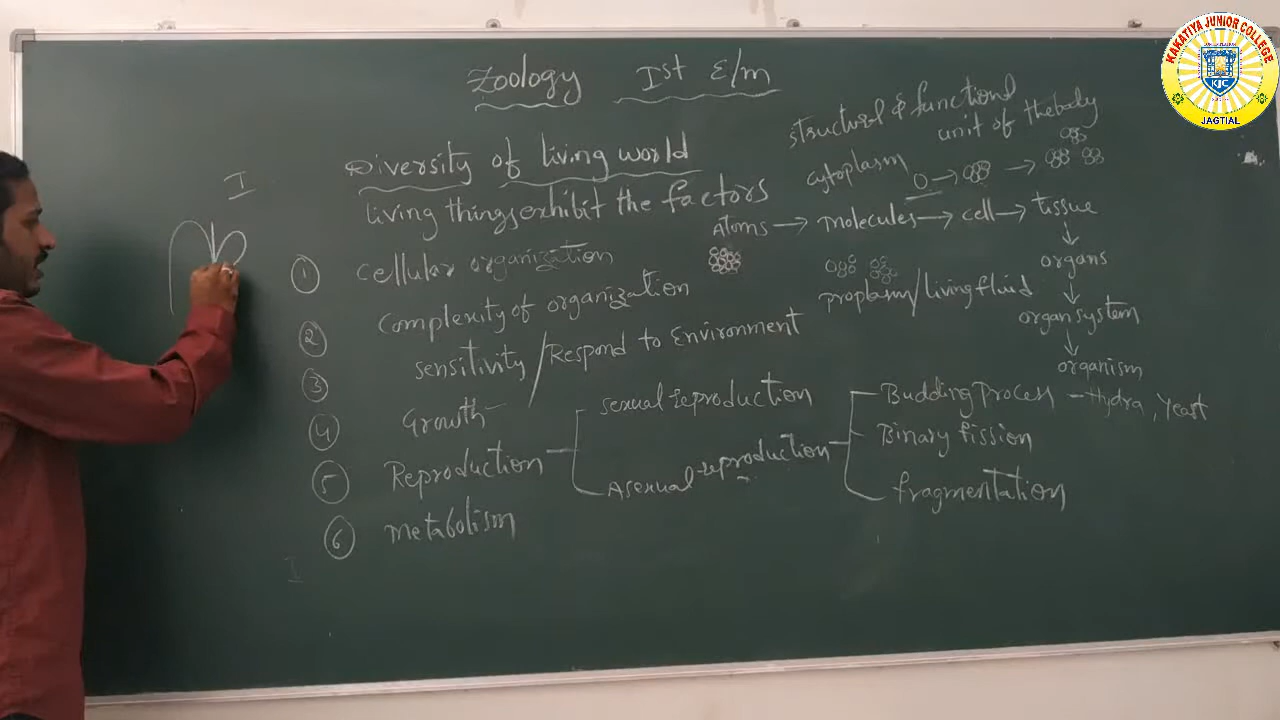 Zoology Ist E/m
Diversity of living world
living things exhibit the factors
① cellular organization
② complexity of organization
③ sensitivity / Respond to Environment
④ Growth
⑤ Reproduction
sexual reproduction
Asexual reproduction
Budding process - Hydra, Yeast
Binary fission
fragmentation
⑥ metabolism
structural & functional
unit of the body
cytoplasm
Atoms → molecules → cell → tissue
organs
organ system
organism
proplasm / living fluid
I
I
KAKATIYA JUNIOR COLLEGE
KJC
JAGTIAL